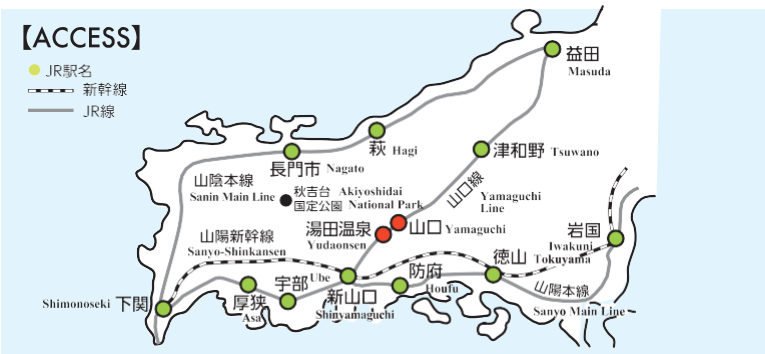 【ACCESS】
JR駅名
新幹線
JR線
益田
Masuda
萩 Hagi
津和野 Tsuwano
長門市 Nagato
山陰本線
Sanin Main Line
秋吉台 Akiyoshidai
国定公園 National Park
山口線
Yamaguchi
Line
湯田温泉
Yudaonsen
山口 Yamaguchi
山陽新幹線
Sanyo-Shinkansen
岩国
Iwakuni
徳山
Tokuyama
防府
Houfu
宇部
Ube
新山口
Shinyamaguchi
厚狭
Asa
Shimonoseki 下関
山陽本線
Sanyo Main Line